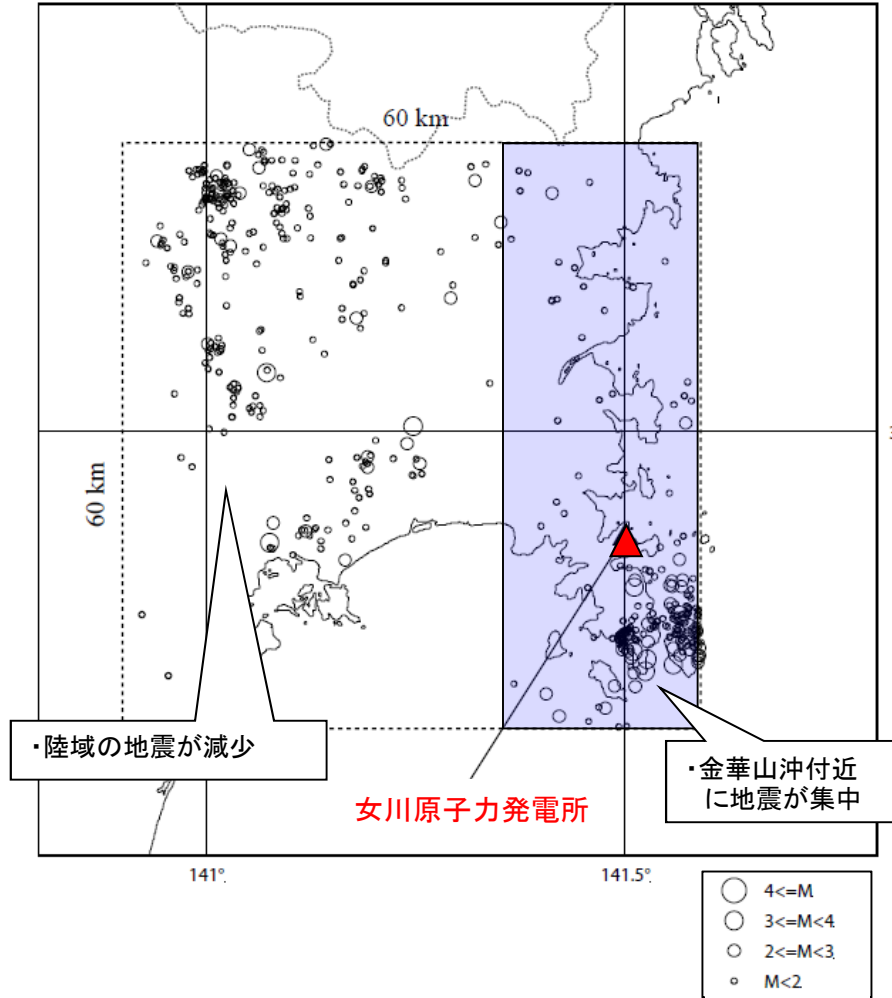 60 km
3
60 km
・陸域の地震が減少
・金華山沖付近
に地震が集中
女川原子力発電所
141°
141.5°
4<=M
3<=M<4
2<=M<3
M<2